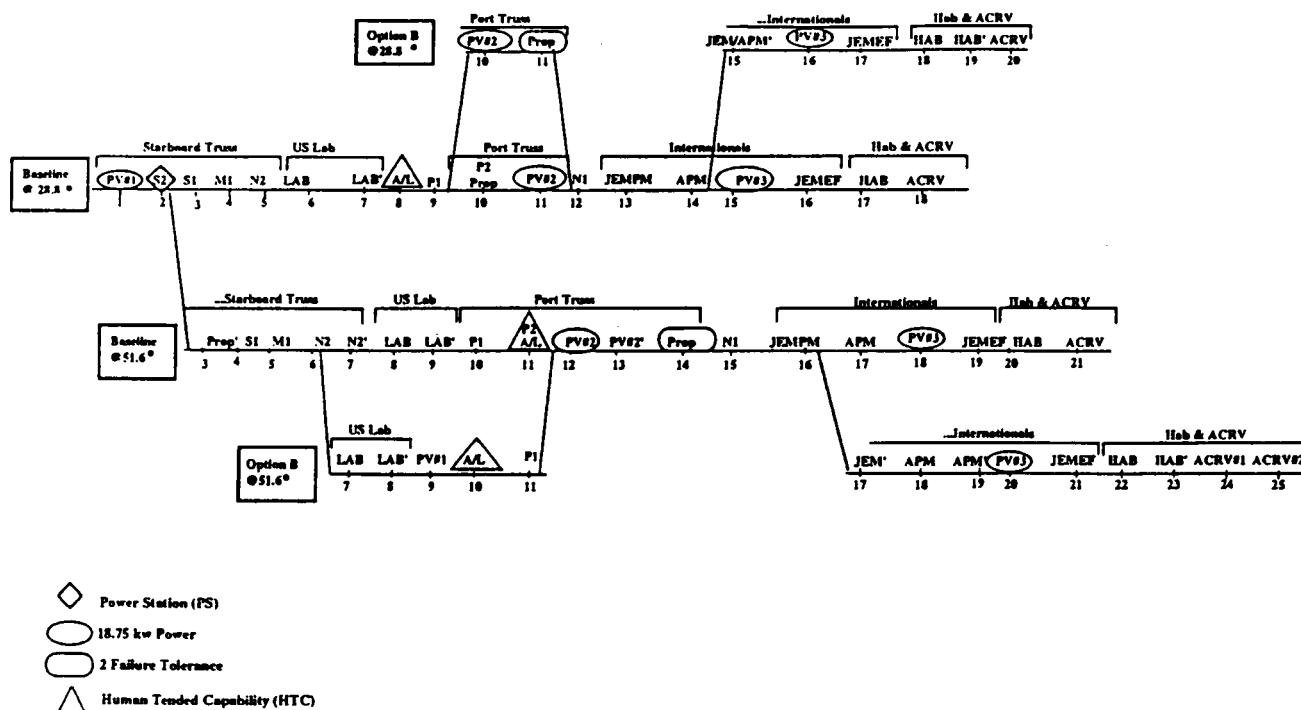 Option B
@ 28.8 °
Port Truss
PV#2 Prop
10 11
...Internationals
JEM/APM' PV#3 JEMEF
15 16 17
Hab & ACRV
HAB HAB' ACRV
18 19 20
Baseline
@ 28.8 °
Starboard Truss
PV#1 S2 S1 M1 N2
1 2 3 4 5
US Lab
LAB LAB'
6 7
A/L P1
8 9
Port Truss
P2
Prop PV#2 N1
10 11 12
Internationals
JEMPM APM PV#3 JEMEF
13 14 15 16
Hab & ACRV
HAB ACRV
17 18
Baseline
@51.6°
...Starboard Truss
Prop' S1 M1 N2 N2'
3 4 5 6 7
US Lab
LAB LAB'
8 9
Port Truss
P2
P1 A/L PV#2 PV#2' Prop N1
10 11 12 13 14 15
Internationals
JEMPM APM PV#3 JEMEF
16 17 18 19
Hab & ACRV
HAB ACRV
20 21
Option B
@51.6°
US Lab
LAB LAB' PV#1 A/L P1
7 8 9 10 11
...Internationals
JEM' APM APM' PV#3 JEMEF
17 18 19 20 21
Hab & ACRV
HAB HAB' ACRV#1 ACRV#2
22 23 24 25
Power Station (PS)
18.75 kw Power
2 Failure Tolerance
Human Tended Capability (HTC)